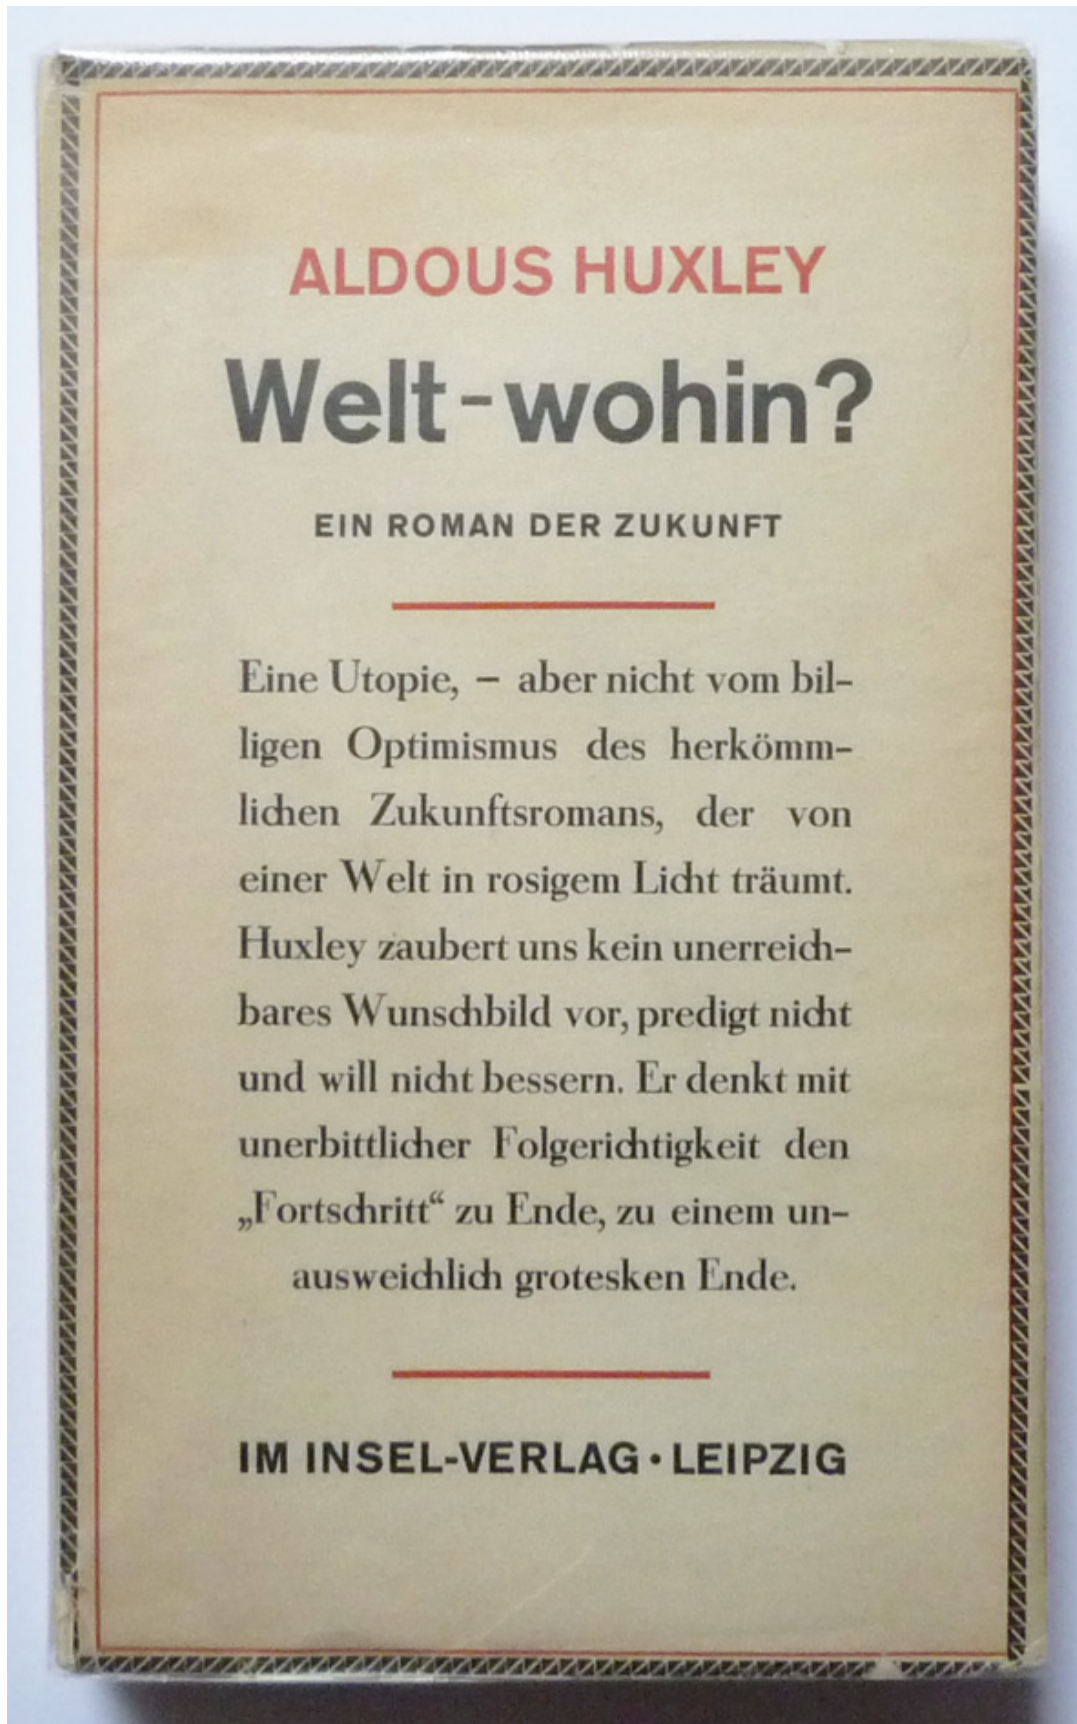 ALDOUS HUXLEY
Welt-wohin?
EIN ROMAN DER ZUKUNFT
Eine Utopie, – aber nicht vom bil-
ligen Optimismus des herkömm-
lichen Zukunftsromans, der von
einer Welt in rosigem Licht träumt.
Huxley zaubert uns kein unerreich-
bares Wunschbild vor, predigt nicht
und will nicht bessern. Er denkt mit
unerbittlicher Folgerichtigkeit den
„Fortschritt“ zu Ende, zu einem un-
ausweichlich grotesken Ende.
IM INSEL-VERLAG • LEIPZIG